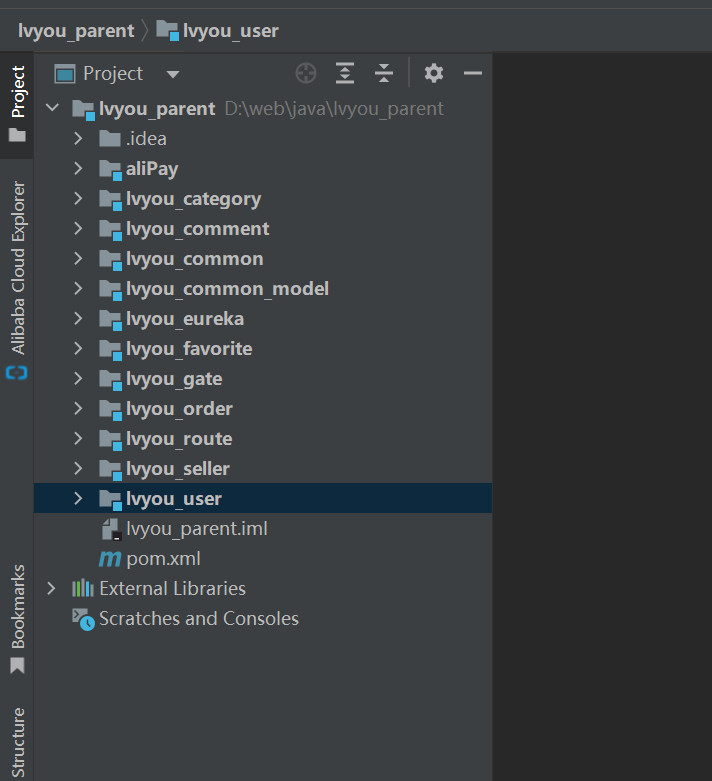 lvyou_parent lvyou_user
Project
lvyou_parent D:\web\java\lvyou_parent
.idea
aliPay
lvyou_category
lvyou_comment
lvyou_common
lvyou_common_model
lvyou_eureka
lvyou_favorite
lvyou_gate
lvyou_order
lvyou_route
lvyou_seller
lvyou_user
lvyou_parent.iml
pom.xml
External Libraries
Scratches and Consoles
Project
Alibaba Cloud Explorer
Bookmarks
Structure